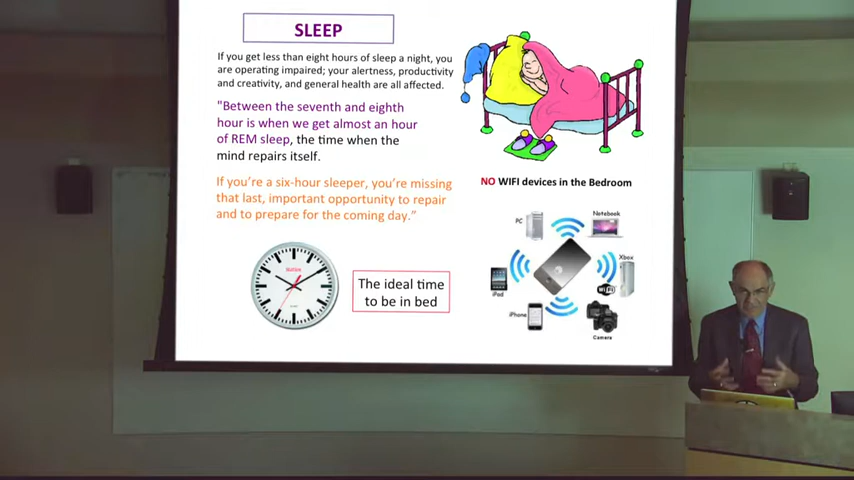 SLEEP
If you get less than eight hours of sleep a night, you
are operating impaired; your alertness, productivity
and creativity, and general health are all affected.
"Between the seventh and eighth
hour is when we get almost an hour
of REM sleep, the time when the
mind repairs itself.
If you're a six-hour sleeper, you're missing
that last, important opportunity to repair
and to prepare for the coming day."
The ideal time
to be in bed
NO WIFI devices in the Bedroom
PC
Notebook
Xbox
iPad
WiFi
iPhone
Camera